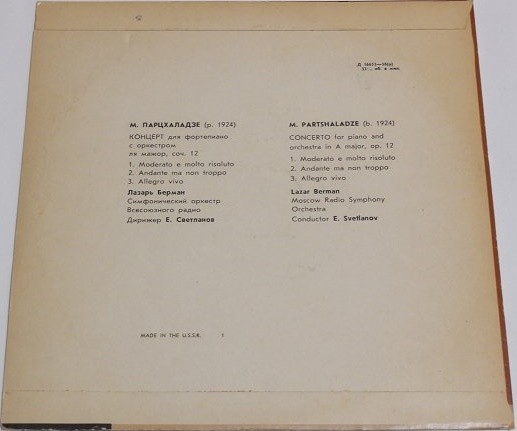 М. ПАРЦХАЛАДЗЕ (р. 1924)
КОНЦЕРТ для фортепиано
с оркестром
ля мажор, соч. 12
1. Moderato e molto risoluto
2. Andante ma non troppo
3. Allegro vivo
Лазарь Берман
Симфонический оркестр
Всесоюзного радио
Дирижер Е. Светланов
M. PARTSHALADZE (b. 1924)
CONCERTO for piano and
orchestra in A major, op. 12
1. Moderato e molto risoluto
2. Andante ma non troppo
3. Allegro vivo
Lazar Berman
Moscow Radio Symphony
Orchestra
Conductor E. Svetlanov
MADE IN THE U.S.S.R. 1